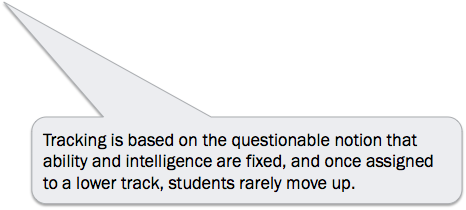 Tracking is based on the questionable notion that
ability and intelligence are fixed, and once assigned
to a lower track, students rarely move up.